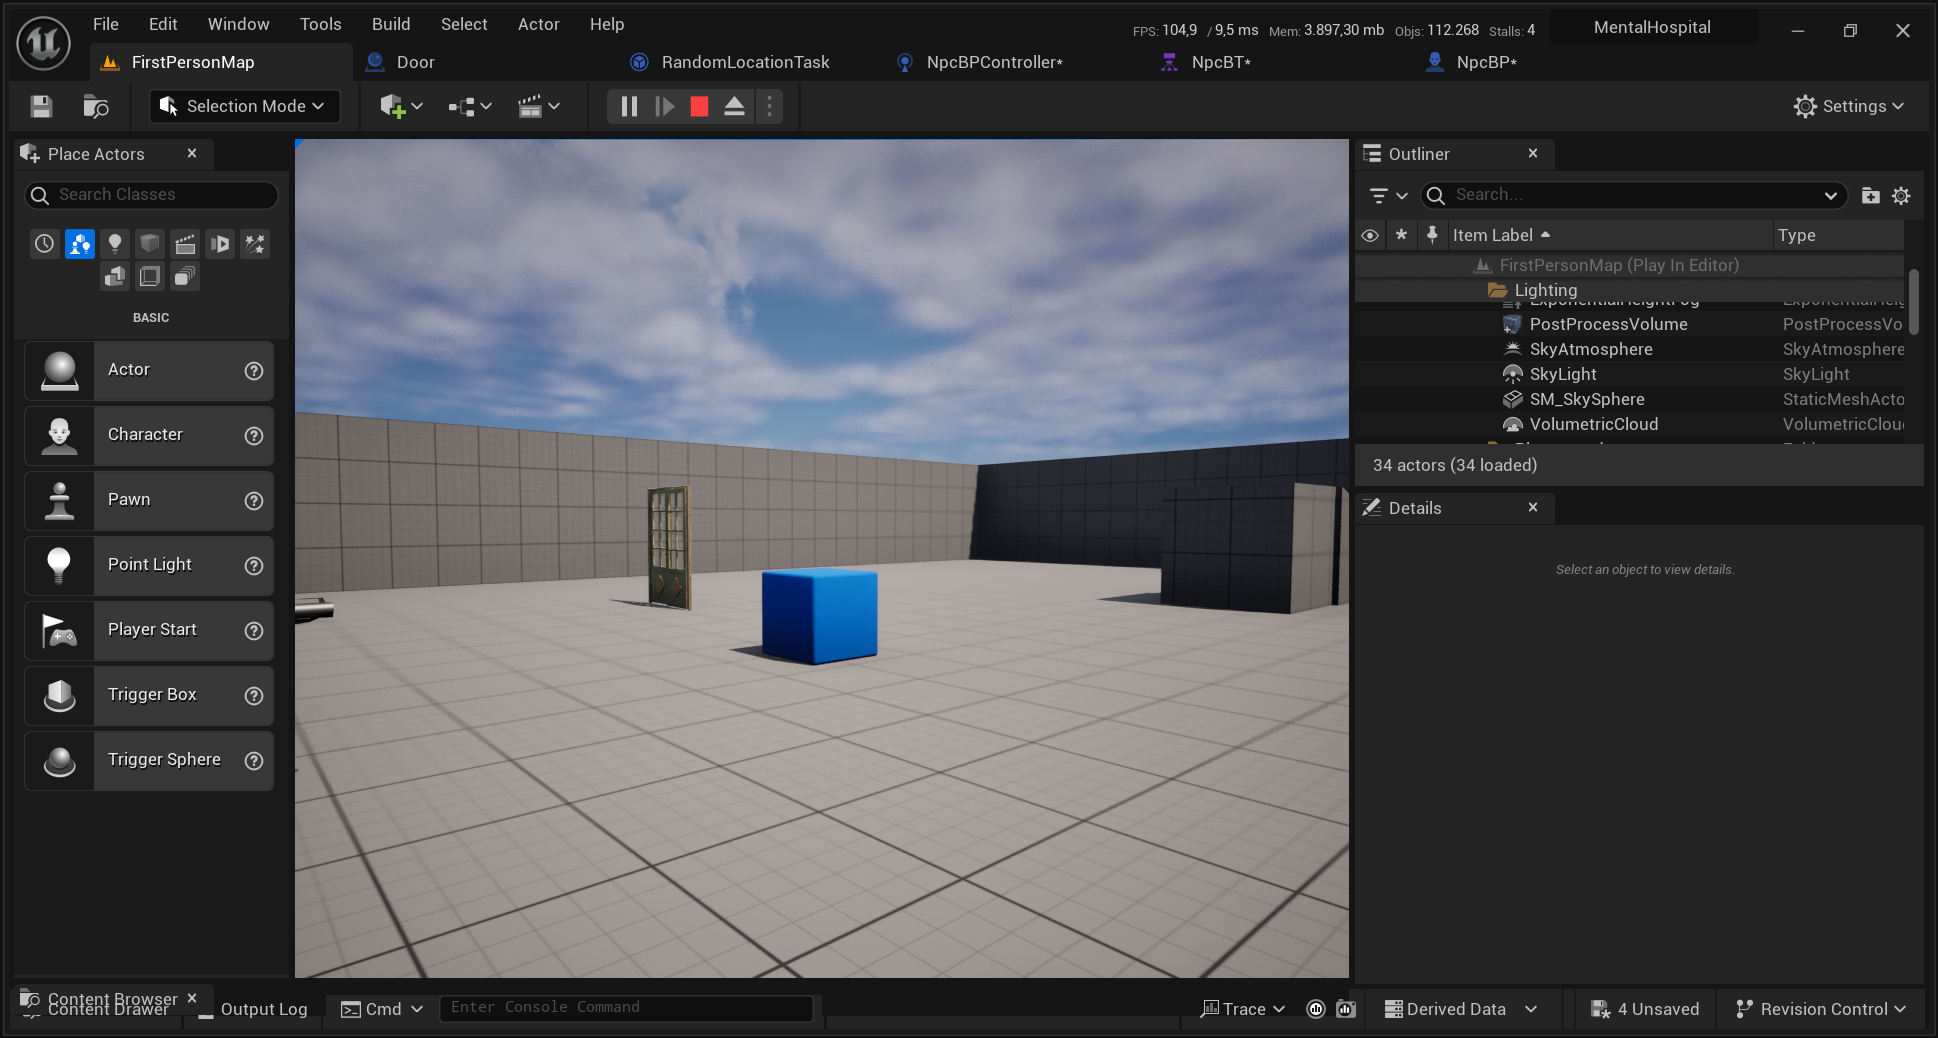 File Edit Window Tools Build Select Actor Help
FPS: 104,9 / 9,5 ms Mem: 3.897,30 mb Objs: 112.268 Stalls: 4
MentalHospital
FirstPersonMap
Door
RandomLocationTask
NpcBPController*
NpcBT*
NpcBP*
Selection Mode
Settings
Place Actors
Search Classes
BASIC
Actor
Character
Pawn
Point Light
Player Start
Trigger Box
Trigger Sphere
Outliner
Search...
Item Label Type
FirstPersonMap (Play In Editor)
Lighting
ExponentialHeightFog ExponentialHeig
PostProcessVolume PostProcessVo
SkyAtmosphere SkyAtmosphere
SkyLight SkyLight
SM_SkySphere StaticMeshActo
VolumetricCloud VolumetricClou
34 actors (34 loaded)
Details
Select an object to view details.
Content Browser
Content Drawer
Output Log
Cmd
Enter Console Command
Trace
Derived Data
4 Unsaved
Revision Control